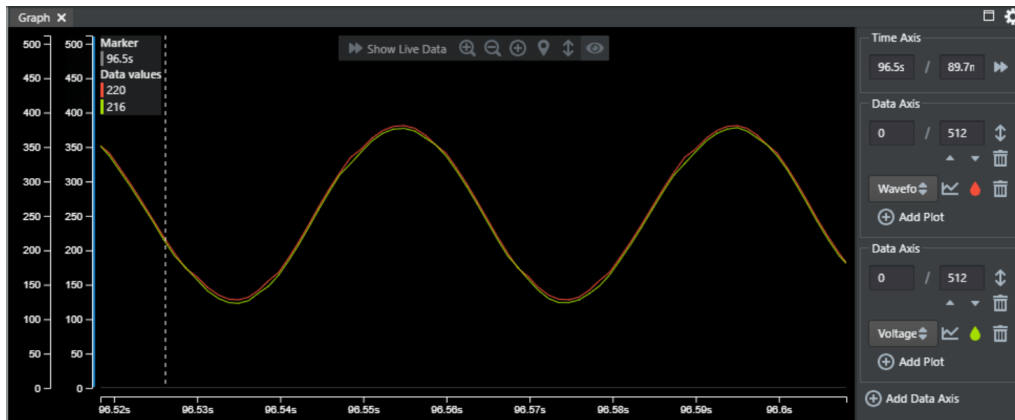 Graph
Show Live Data
Marker
96.5s
Data values
220
216
500
450
400
350
300
250
200
150
100
50
0
500
450
400
350
300
250
200
150
100
50
0
96.52s
96.53s
96.54s
96.55s
96.56s
96.57s
96.58s
96.59s
96.6s
Time Axis
96.5s / 89.7n
Data Axis
0 / 512
Wavefo
Add Plot
Data Axis
0 / 512
Voltage
Add Plot
Add Data Axis